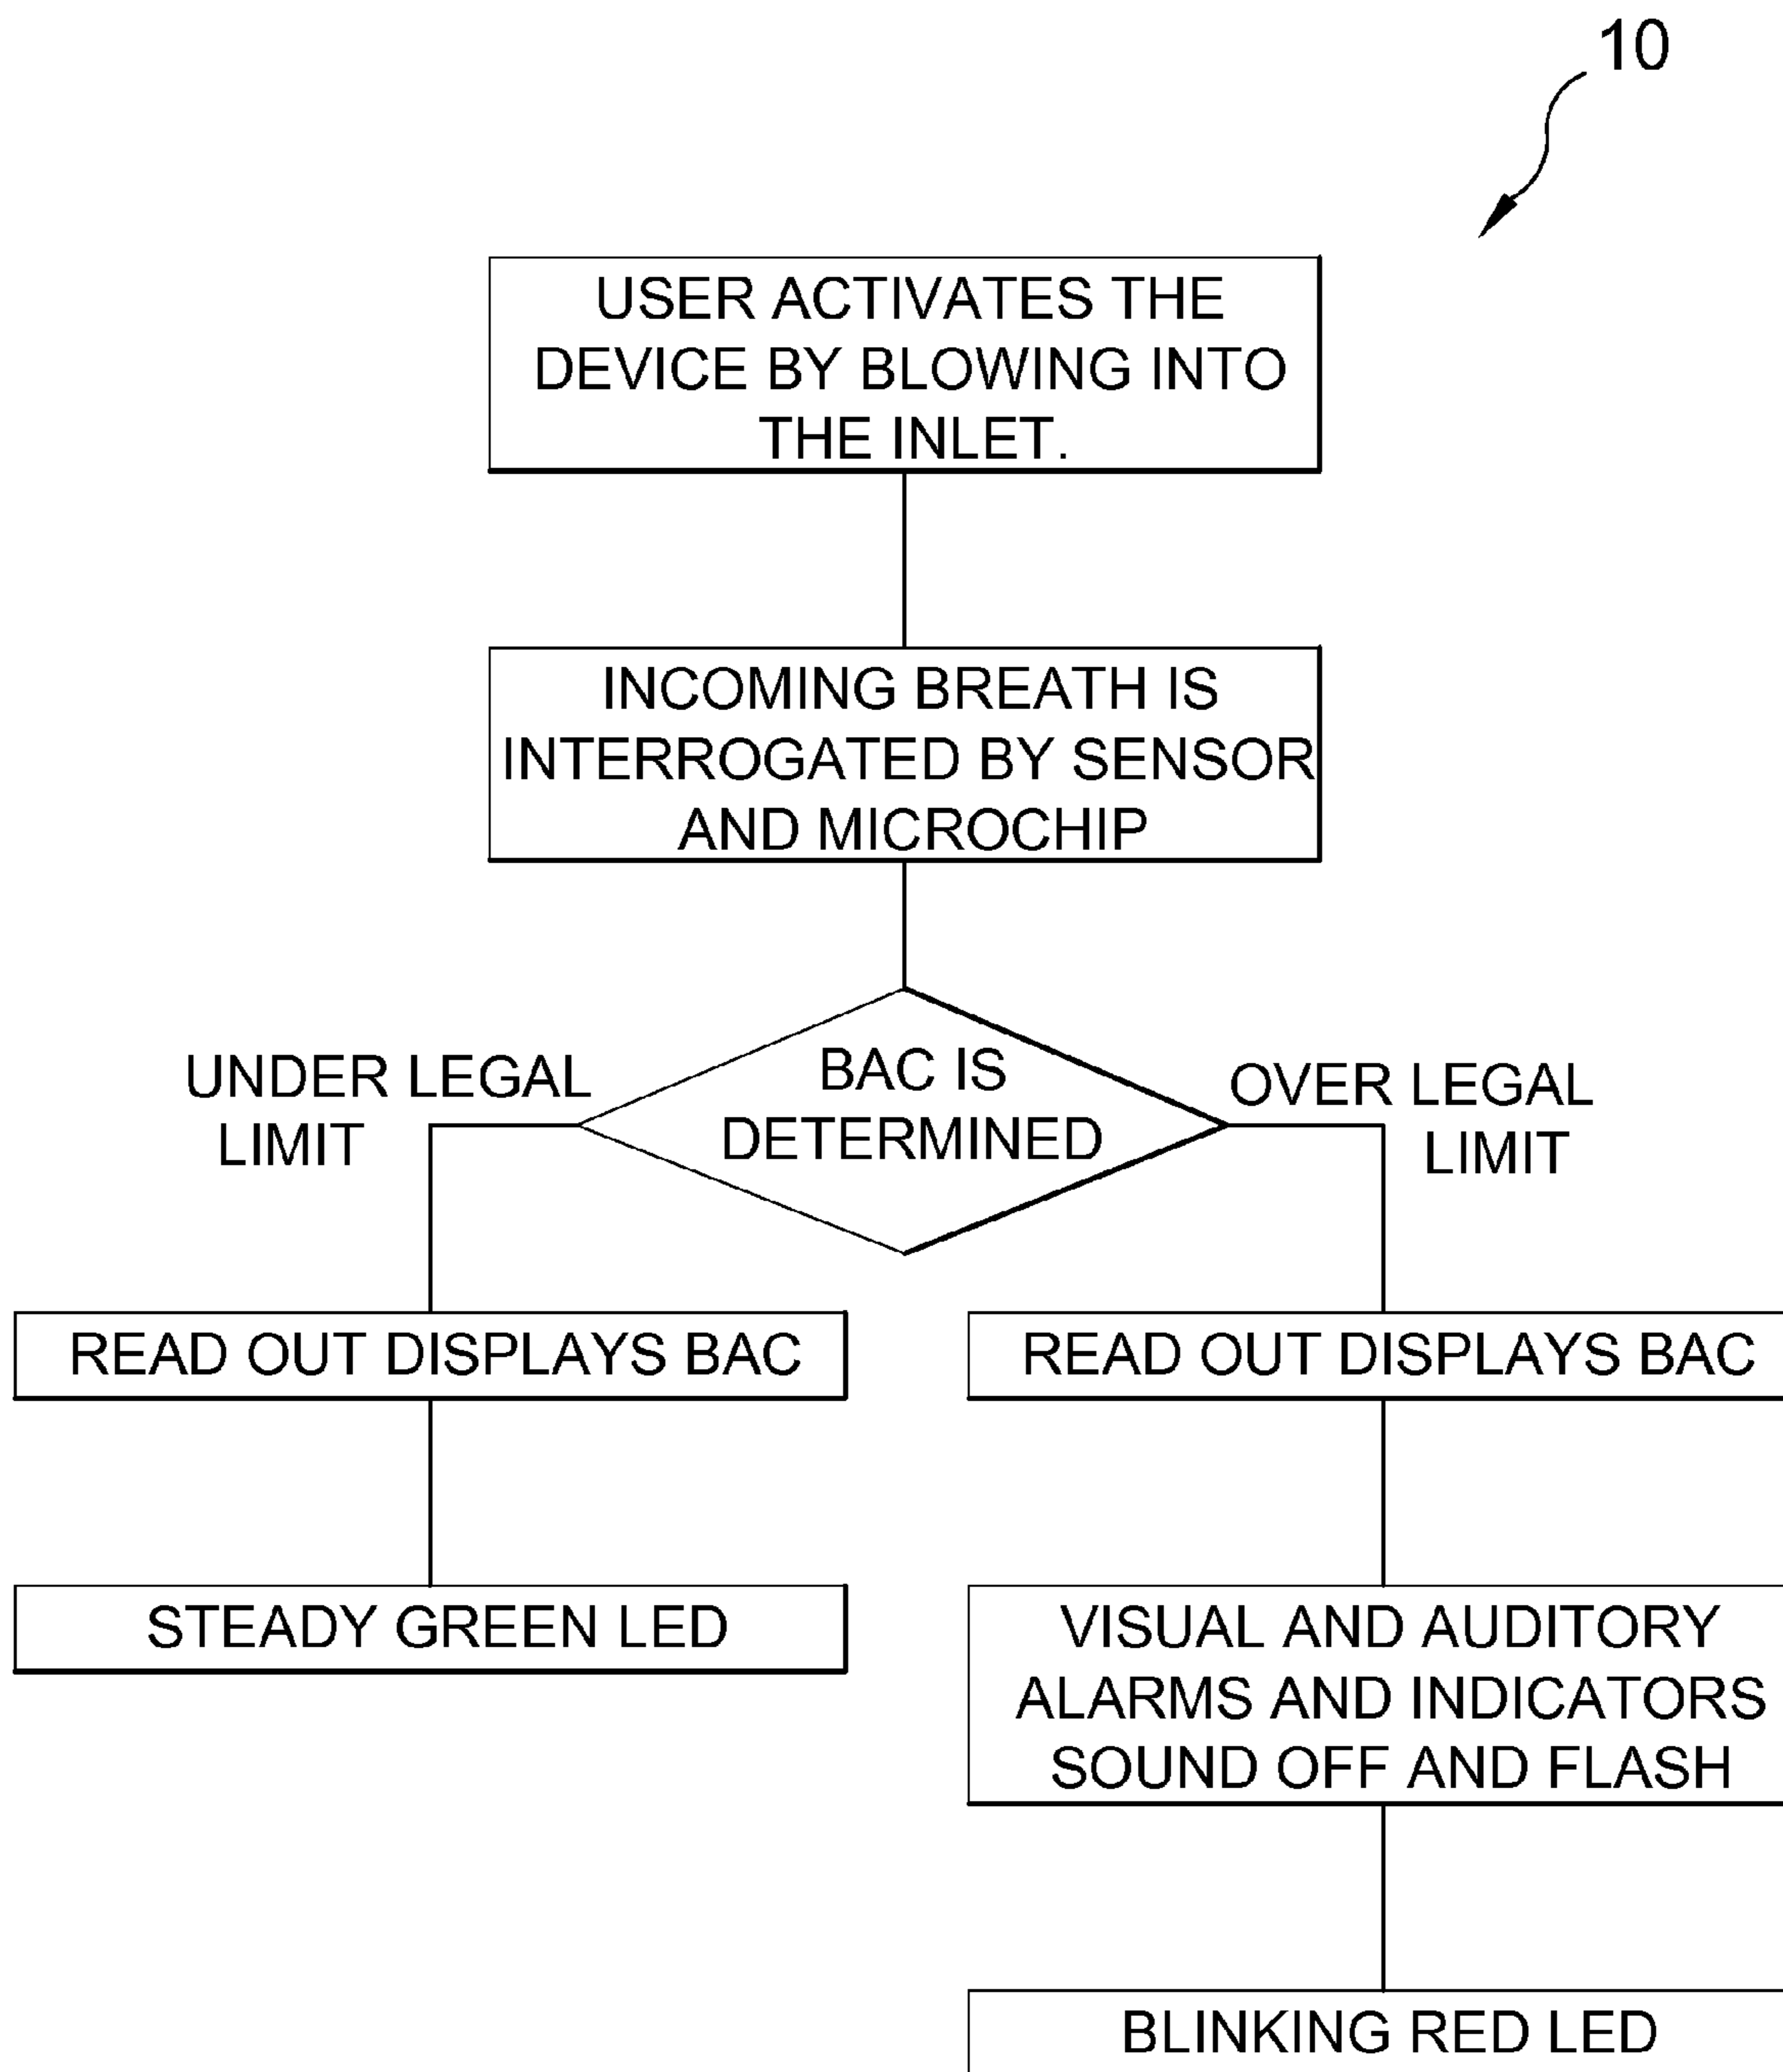 10
USER ACTIVATES THE
DEVICE BY BLOWING INTO
THE INLET.
INCOMING BREATH IS
INTERROGATED BY SENSOR
AND MICROCHIP
BAC IS
DETERMINED
UNDER LEGAL
LIMIT
OVER LEGAL
LIMIT
READ OUT DISPLAYS BAC
STEADY GREEN LED
READ OUT DISPLAYS BAC
VISUAL AND AUDITORY
ALARMS AND INDICATORS
SOUND OFF AND FLASH
BLINKING RED LED